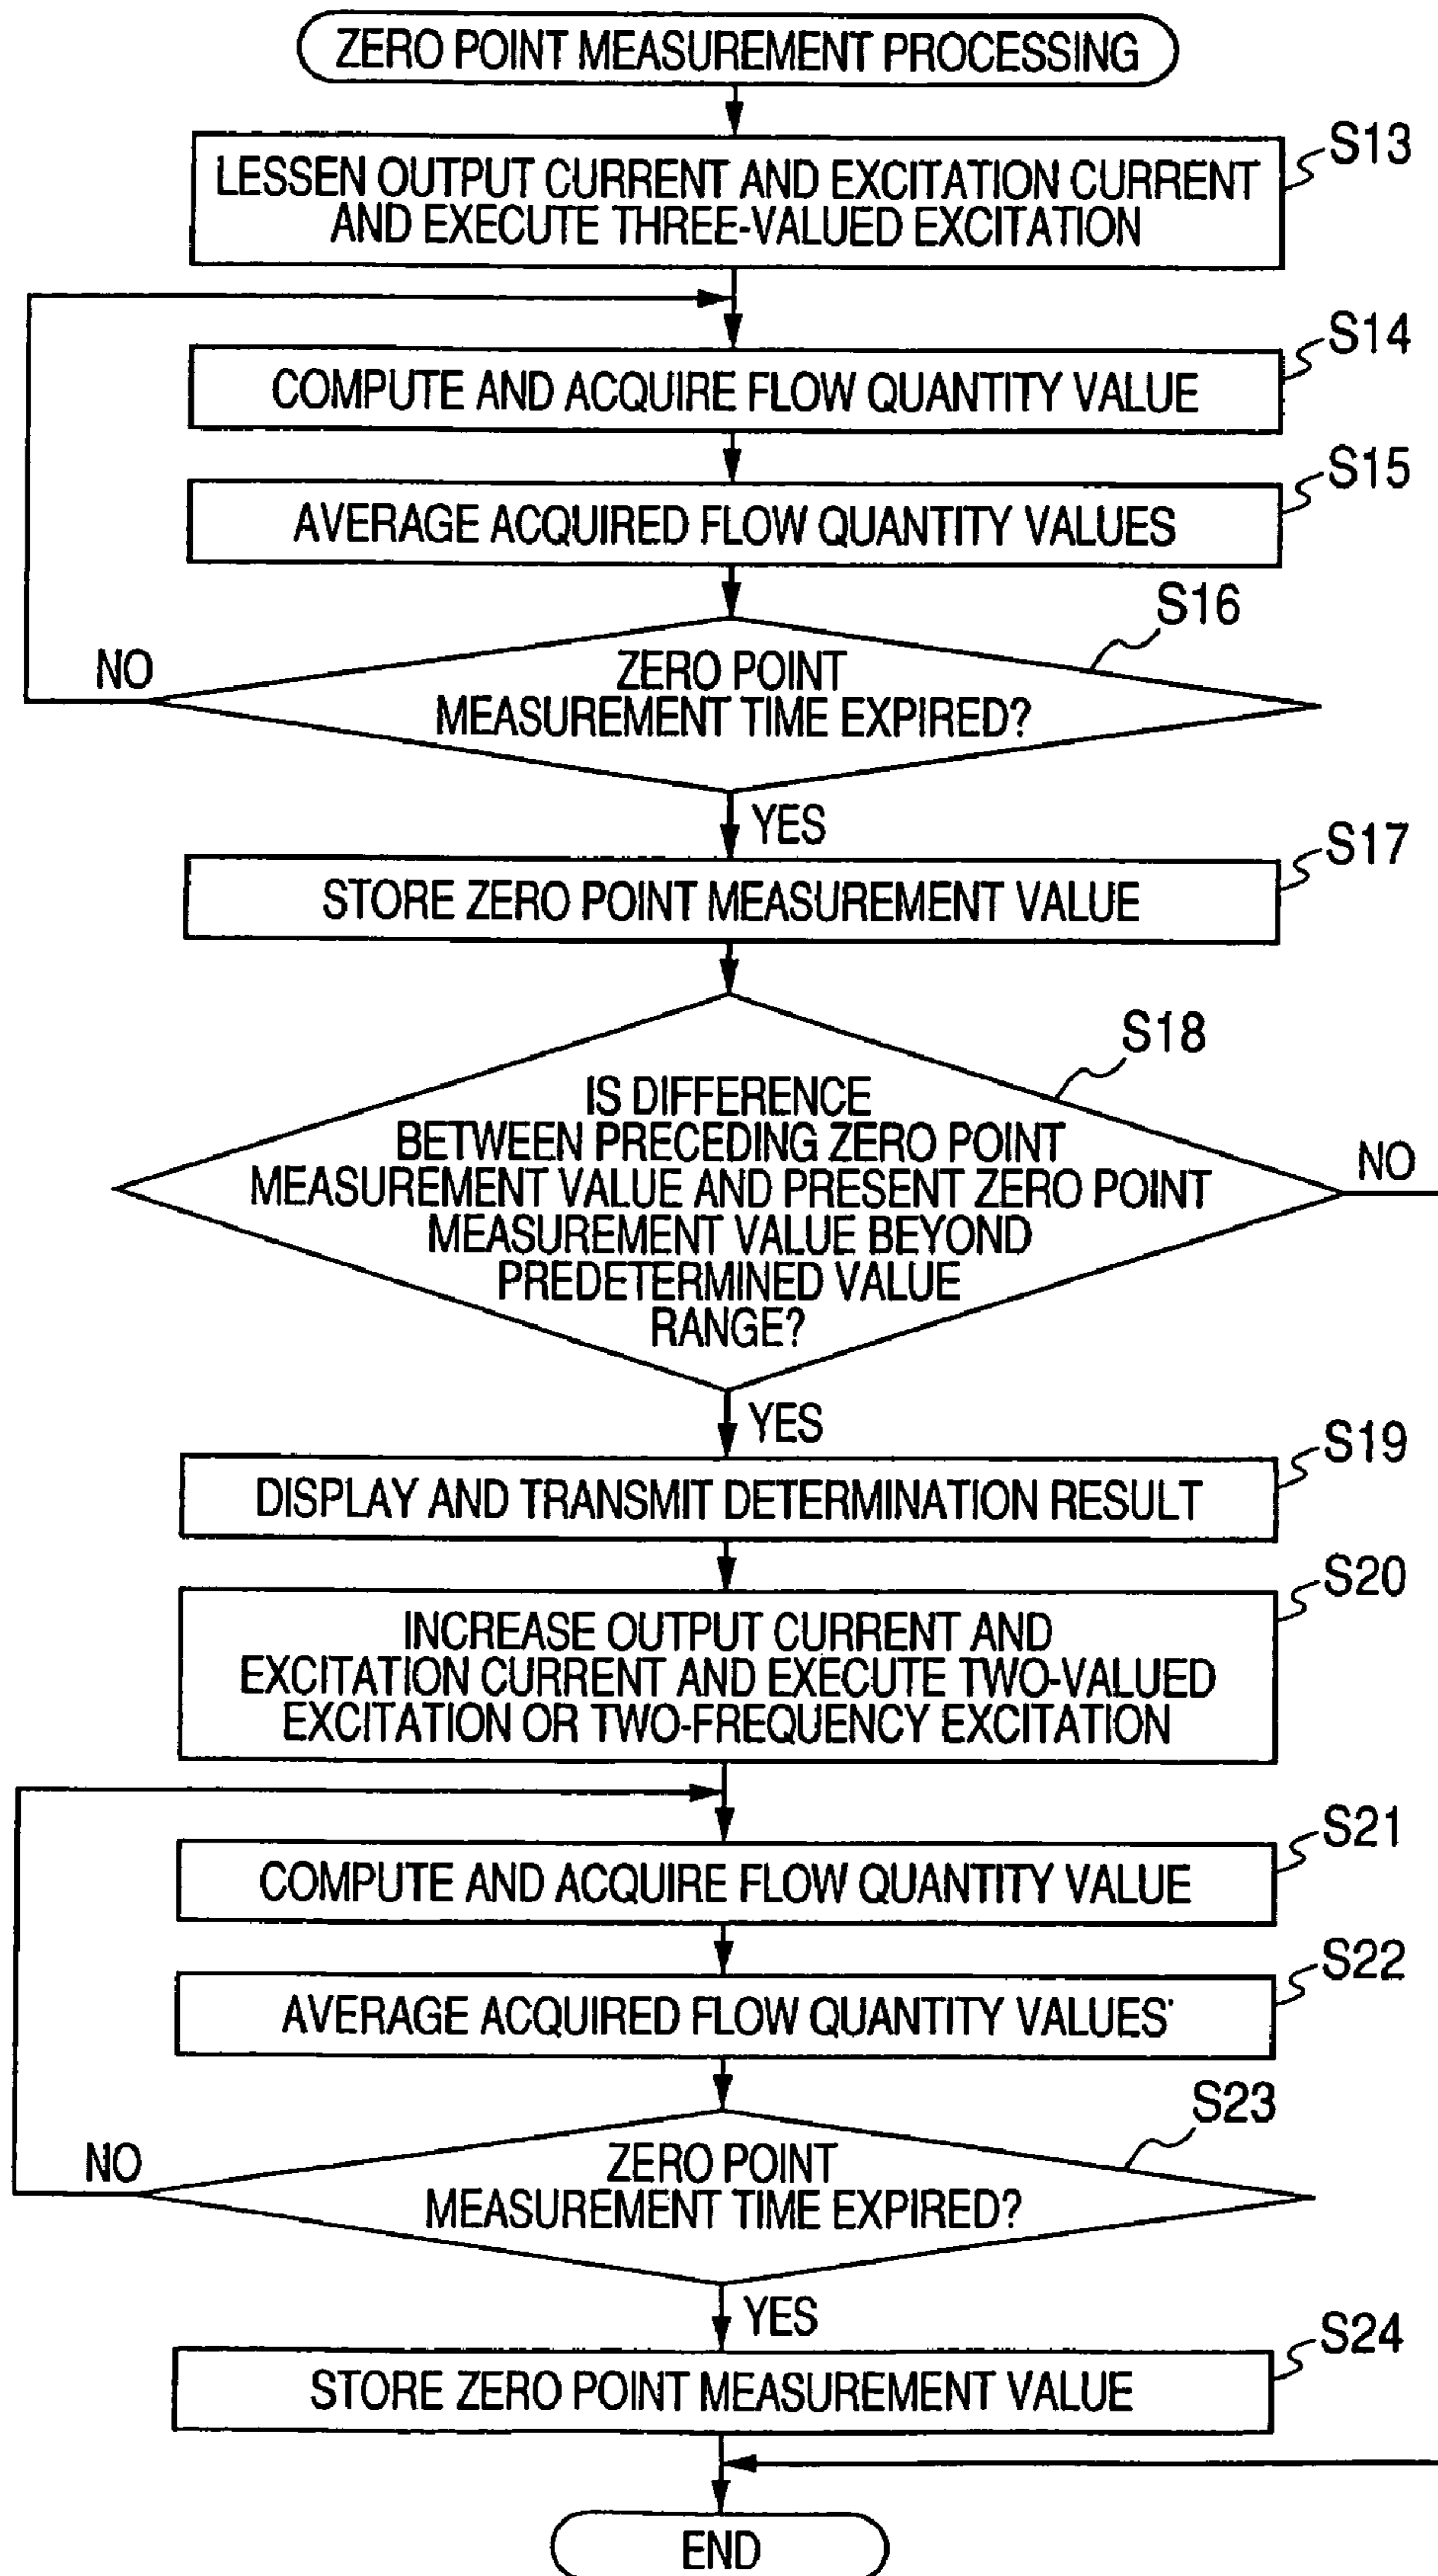 ZERO POINT MEASUREMENT PROCESSING
S13
LESSEN OUTPUT CURRENT AND EXCITATION CURRENT
AND EXECUTE THREE-VALUED EXCITATION
S14
COMPUTE AND ACQUIRE FLOW QUANTITY VALUE
S15
AVERAGE ACQUIRED FLOW QUANTITY VALUES
S16
NO
ZERO POINT
MEASUREMENT TIME EXPIRED?
YES
S17
STORE ZERO POINT MEASUREMENT VALUE
S18
IS DIFFERENCE
BETWEEN PRECEDING ZERO POINT
MEASUREMENT VALUE AND PRESENT ZERO POINT
MEASUREMENT VALUE BEYOND
PREDETERMINED VALUE
RANGE?
NO
YES
S19
DISPLAY AND TRANSMIT DETERMINATION RESULT
S20
INCREASE OUTPUT CURRENT AND
EXCITATION CURRENT AND EXECUTE TWO-VALUED
EXCITATION OR TWO-FREQUENCY EXCITATION
S21
COMPUTE AND ACQUIRE FLOW QUANTITY VALUE
S22
AVERAGE ACQUIRED FLOW QUANTITY VALUES
S23
NO
ZERO POINT
MEASUREMENT TIME EXPIRED?
YES
S24
STORE ZERO POINT MEASUREMENT VALUE
END